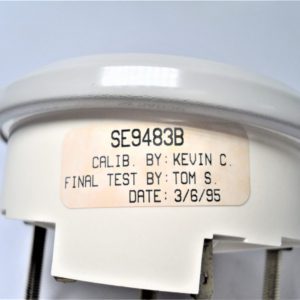 SE9483B
CALIB. BY: KEVIN C.
FINAL TEST BY: TOM S.
DATE: 3/6/95